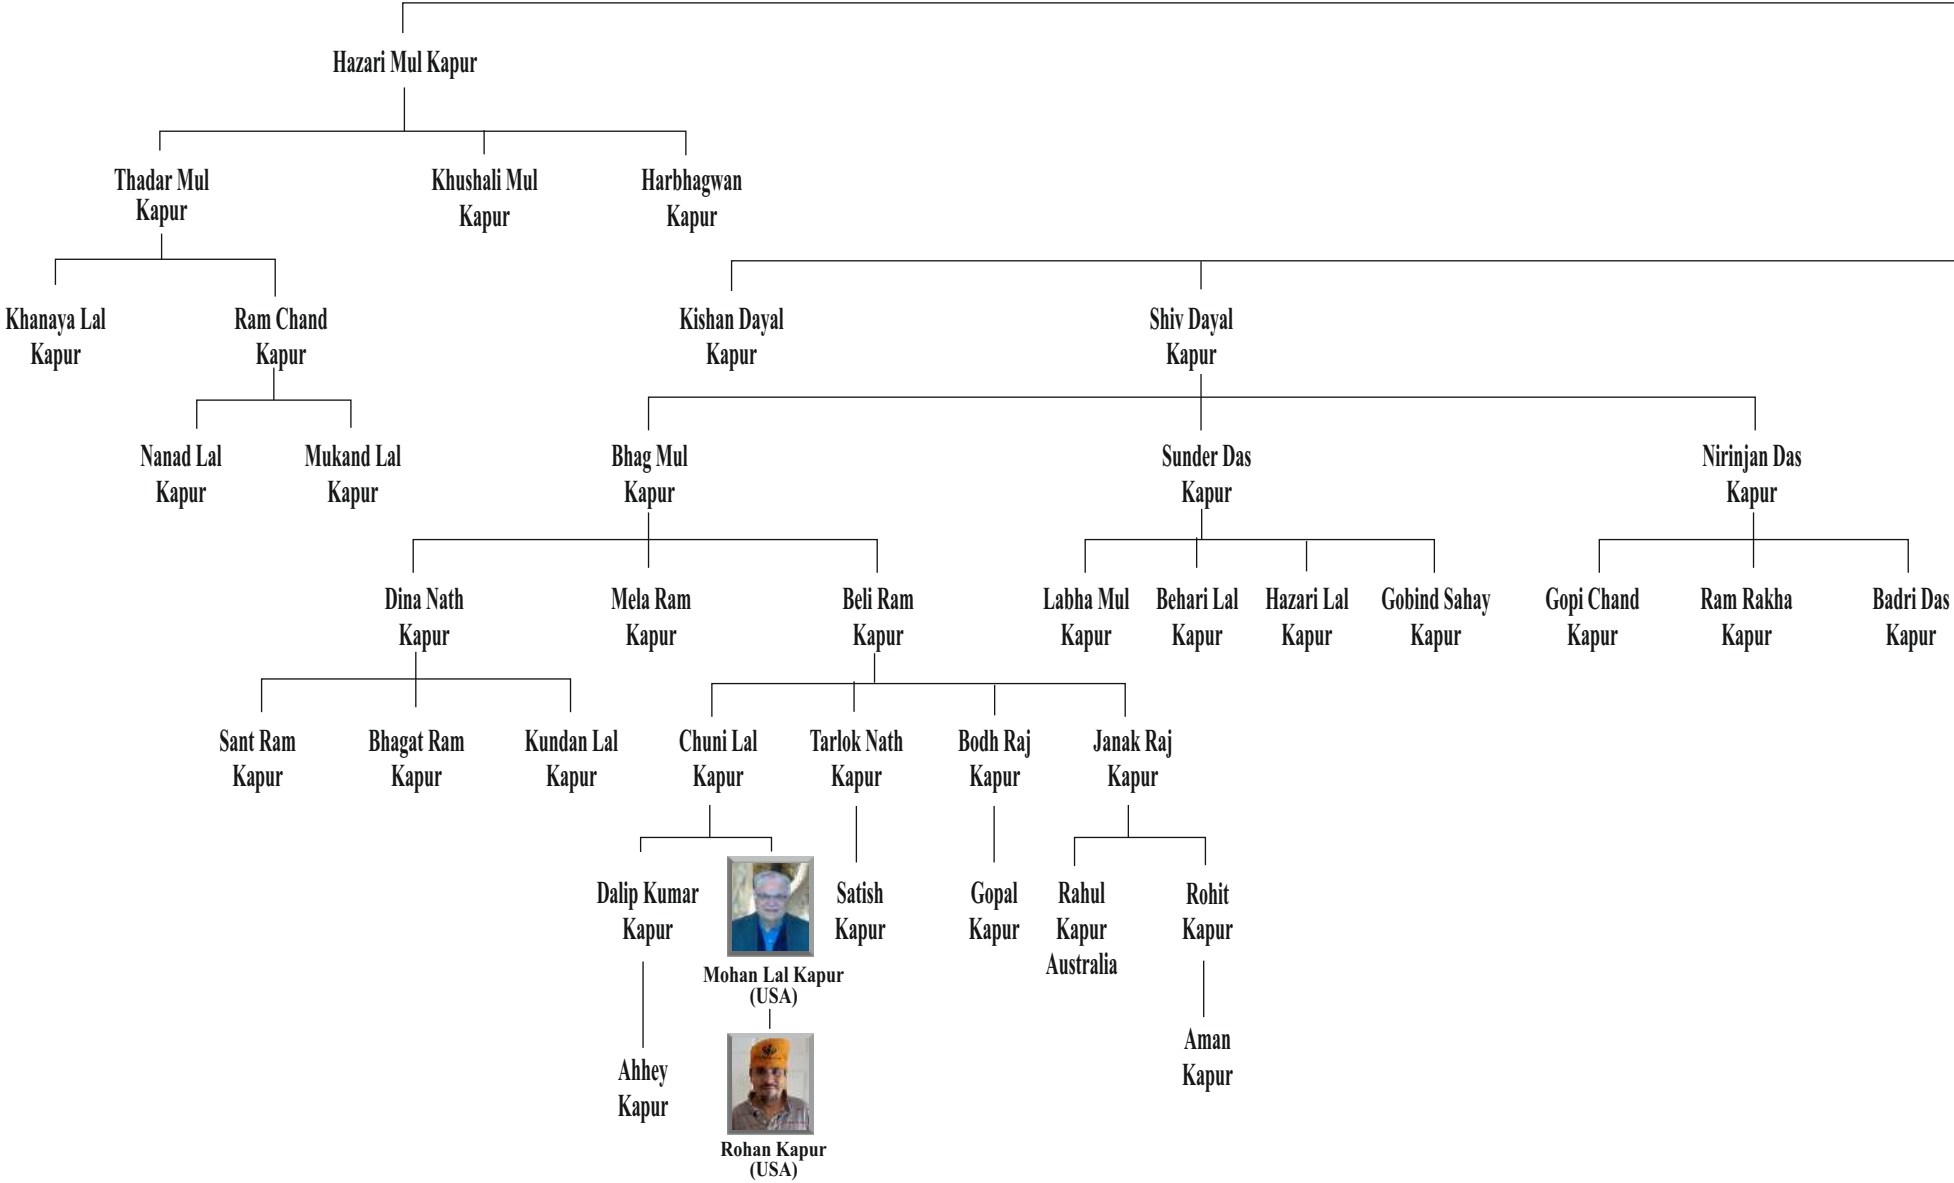 Hazari Mul Kapur
Thadar Mul
Kapur
Khushali Mul
Kapur
Harbhagwan
Kapur
Khanaya Lal
Kapur
Ram Chand
Kapur
Kishan Dayal
Kapur
Shiv Dayal
Kapur
Nanad Lal
Kapur
Mukand Lal
Kapur
Bhag Mul
Kapur
Sunder Das
Kapur
Nirinjan Das
Kapur
Dina Nath
Kapur
Mela Ram
Kapur
Beli Ram
Kapur
Labha Mul
Kapur
Behari Lal
Kapur
Hazari Lal
Kapur
Gobind Sahay
Kapur
Gopi Chand
Kapur
Ram Rakha
Kapur
Badri Das
Kapur
Sant Ram
Kapur
Bhagat Ram
Kapur
Kundan Lal
Kapur
Chuni Lal
Kapur
Tarlok Nath
Kapur
Bodh Raj
Kapur
Janak Raj
Kapur
Dalip Kumar
Kapur
Mohan Lal Kapur
(USA)
Satish
Kapur
Gopal
Kapur
Rahul
Kapur
Australia
Rohit
Kapur
Ahhey
Kapur
Rohan Kapur
(USA)
Aman
Kapur